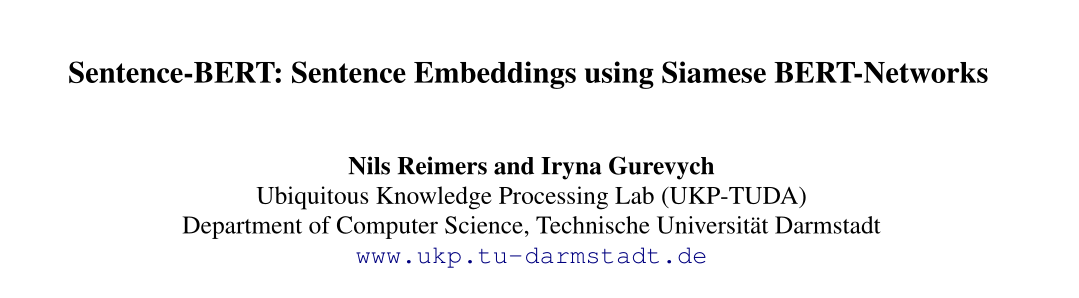 Sentence-BERT: Sentence Embeddings using Siamese BERT-Networks
Nils Reimers and Iryna Gurevych
Ubiquitous Knowledge Processing Lab (UKP-TUDA)
Department of Computer Science, Technische Universität Darmstadt
www.ukp.tu-darmstadt.de